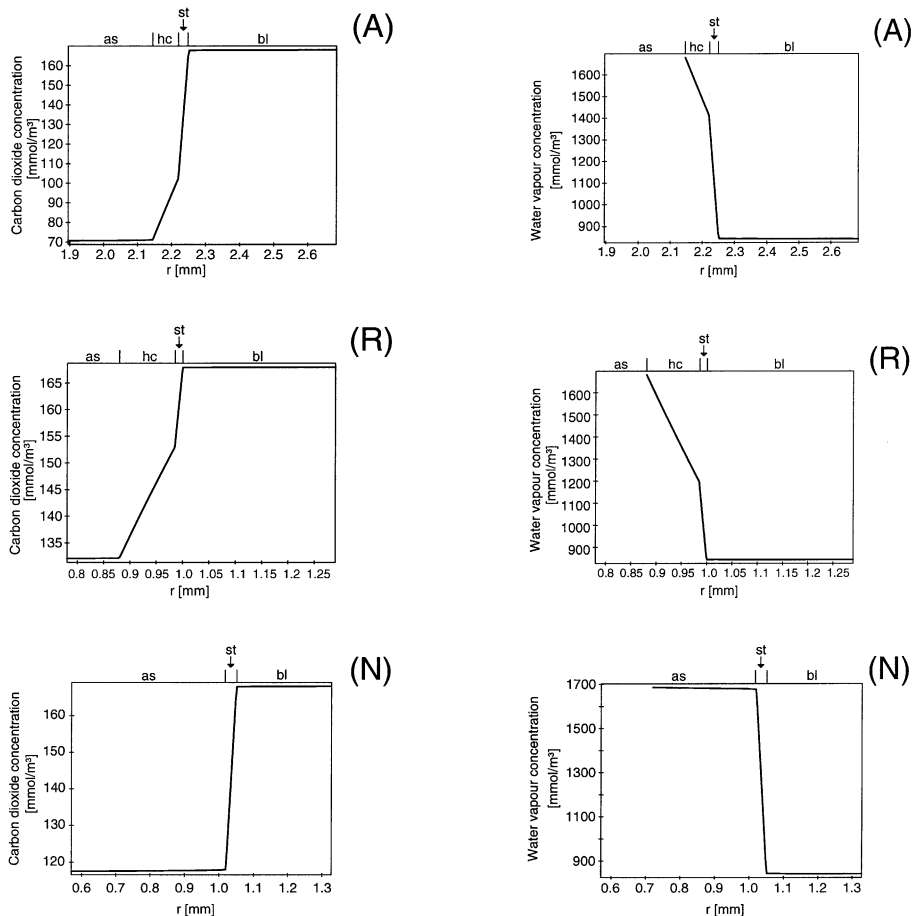 st
(A)
as
hc
bl
Carbon dioxide concentration
[mmol/m³]
160
150
140
130
120
110
100
90
80
70
1.9 2.0 2.1 2.2 2.3 2.4 2.5 2.6
r [mm]
st
(A)
as
hc
bl
Water vapour concentration
[mmol/m³]
1600
1400
1300
1200
1100
1000
900
1.9 2.0 2.1 2.2 2.3 2.4 2.5 2.6
r [mm]
st
(R)
as
hc
bl
Carbon dioxide concentration
[mmol/m³]
165
155
150
145
140
135
0.8 0.85 0.9 0.95 1.0 1.05 1.1 1.15 1.2 1.25
r [mm]
st
(R)
as
hc
bl
Water vapour concentration
[mmol/m³]
1600
1400
1300
1200
1100
1000
900
0.8 0.85 0.9 0.95 1.0 1.05 1.1 1.15 1.2 1.25
r [mm]
st
(N)
as
bl
Carbon dioxide concentration
[mmol/m³]
160
150
140
130
120
0.6 0.7 0.8 0.9 1.0 1.1 1.2 1.3
r [mm]
st
(N)
as
bl
Water vapour concentration
[mmol/m³]
1700
1500
1300
1100
900
0.6 0.7 0.8 0.9 1.0 1.1 1.2 1.3
r [mm]